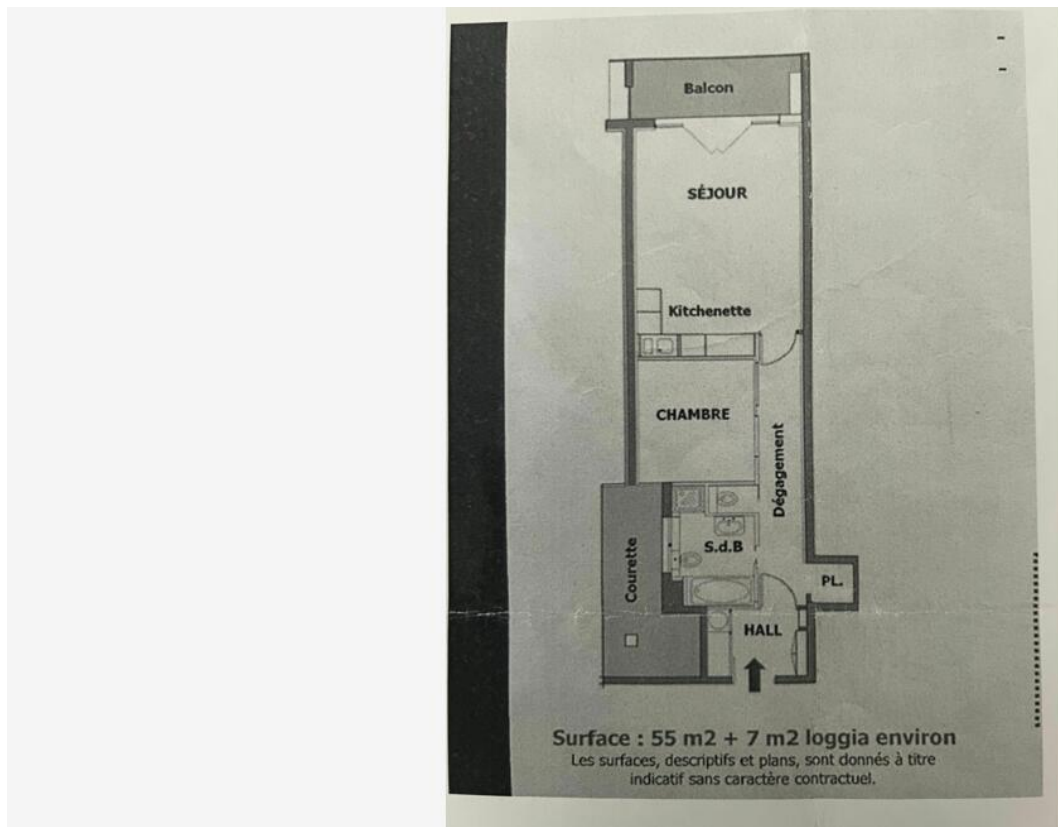 Balcon
SÉJOUR
Kitchenette
CHAMBRE
Dégagement
Courette
S.d.B
PL.
HALL
Surface : 55 m2 + 7 m2 loggia environ
Les surfaces, descriptifs et plans, sont donnés à titre
indicatif sans caractère contractuel.